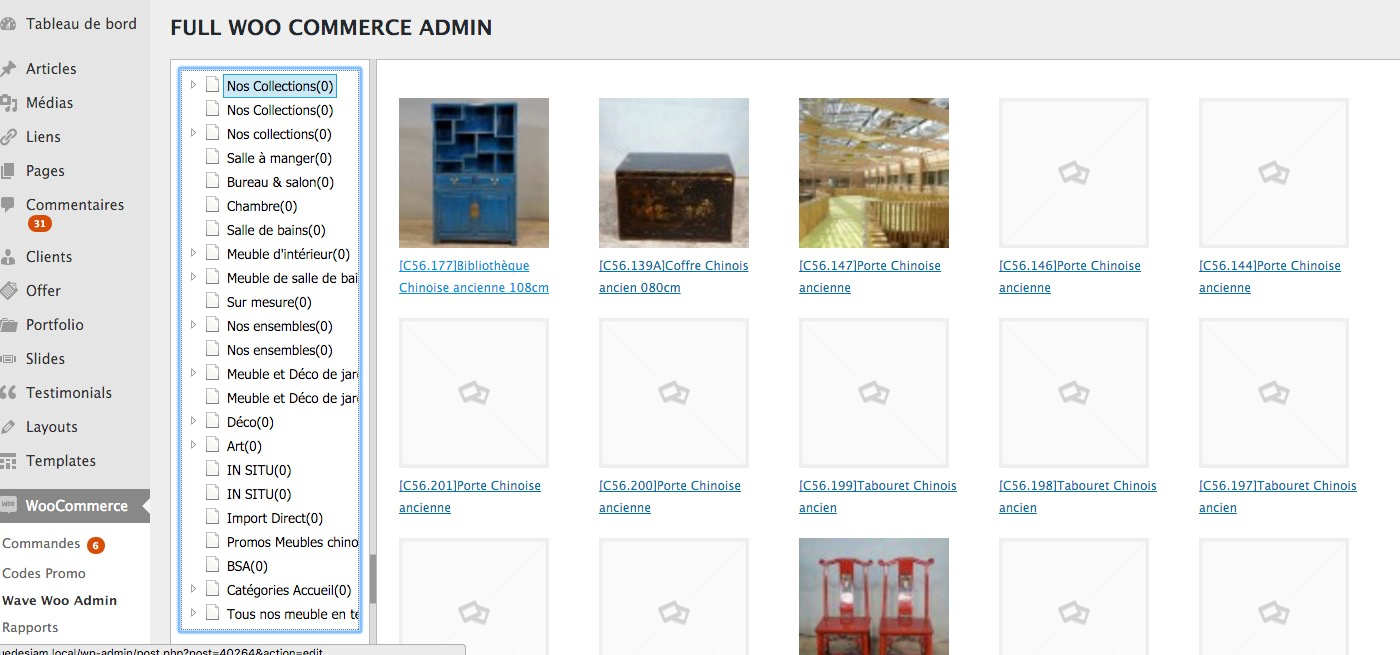 Tableau de bord
Articles
Médias
Liens
Pages
Commentaires
31
Clients
Offer
Portfolio
Slides
Testimonials
Layouts
Templates
WooCommerce
Commandes 6
Codes Promo
Wave Woo Admin
Rapports
FULL WOO COMMERCE ADMIN
Nos Collections(0)
Nos Collections(0)
Nos collections(0)
Salle à manger(0)
Bureau & salon(0)
Chambre(0)
Salle de bains(0)
Meuble d'intérieur(0)
Meuble de salle de bai
Sur mesure(0)
Nos ensembles(0)
Nos ensembles(0)
Meuble et Déco de jar
Meuble et Déco de jar
Déco(0)
Art(0)
IN SITU(0)
IN SITU(0)
Import Direct(0)
Promos Meubles chino
BSA(0)
Catégories Accueil(0)
Tous nos meuble en te
[C56.177]Bibliothèque
Chinoise ancienne 108cm
[C56.139A]Coffre Chinois
ancien 080cm
[C56.147]Porte Chinoise
ancienne
[C56.146]Porte Chinoise
ancienne
[C56.144]Porte Chinoise
ancienne
[C56.201]Porte Chinoise
ancienne
[C56.200]Porte Chinoise
ancienne
[C56.199]Tabouret Chinois
ancien
[C56.198]Tabouret Chinois
ancien
[C56.197]Tabouret Chinois
ancien
uedesiam.local/wp-admin/post.php?post=40264&action=edit